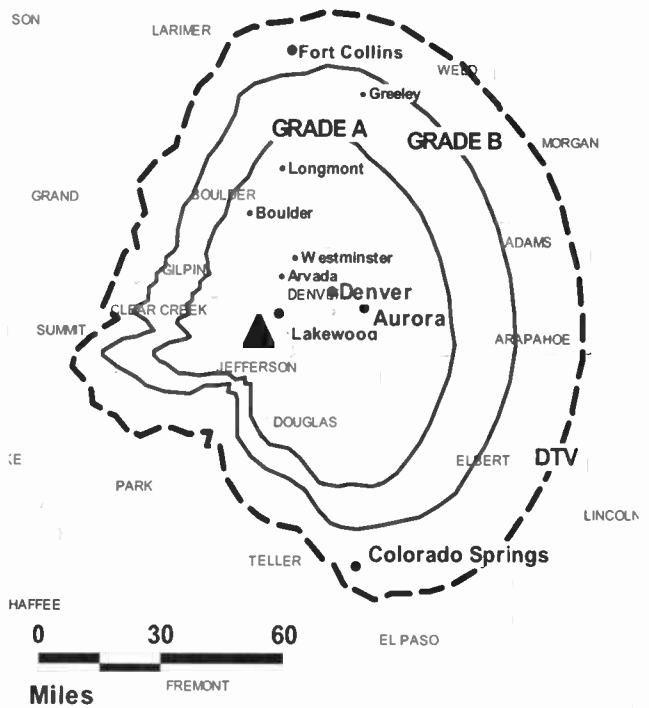 SON
LARIMER
Fort Collins
WELD
Greeley
GRADE A
GRADE B
MORGAN
Longmont
GRAND
BOULDER
Boulder
ADAMS
Westminster
GILPIN
Arvada
DENVER
Denver
CLEAR CREEK
Aurora
SUMMIT
Lakewood
ARAPAHOE
JEFFERSON
DOUGLAS
KE
ELBERT
DTV
PARK
LINCOLN
Colorado Springs
TELLER
HAFFEE
0 30 60
EL PASO
Miles
FREMONT